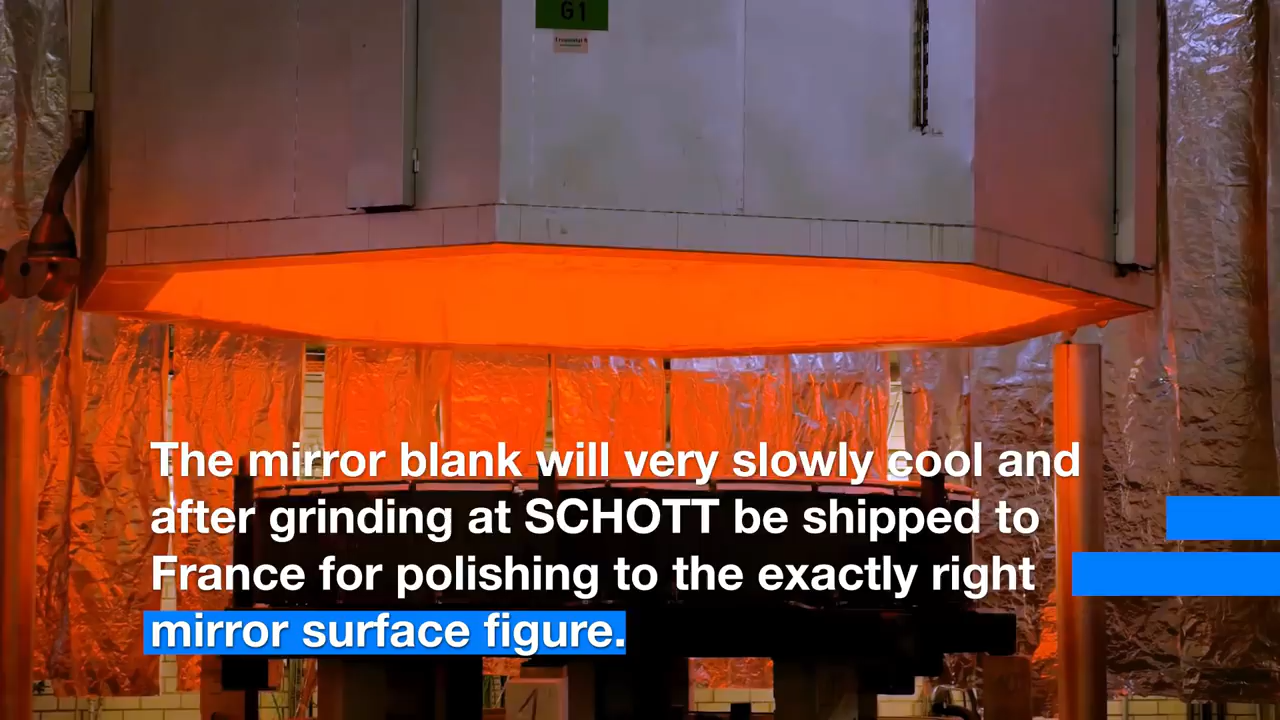 G1
The mirror blank will very slowly cool and
after grinding at SCHOTT be shipped to
France for polishing to the exactly right
mirror surface figure.